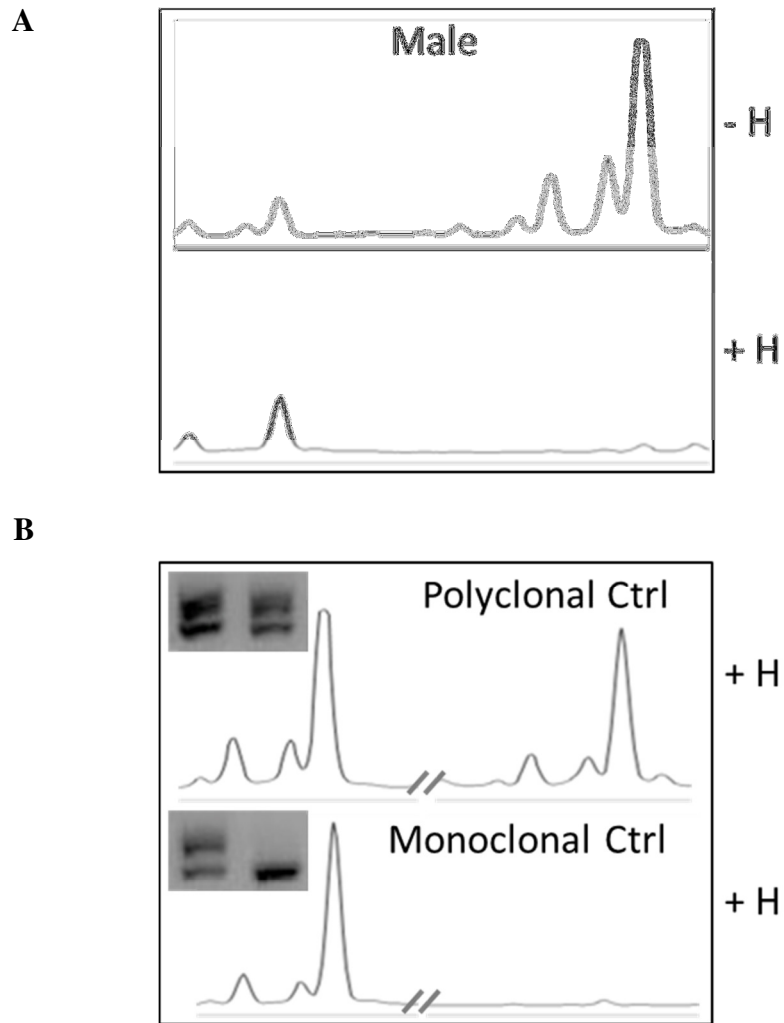 A
Male
- H
+ H
B
Polyclonal Ctrl
+ H
Monoclonal Ctrl
+ H